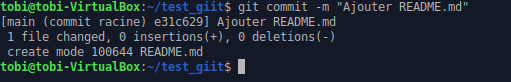 tobi@tobi-VirtualBox:~/test_giit$ git commit -m "Ajouter README.md"
[main (commit racine) e31c629] Ajouter README.md
 1 file changed, 0 insertions(+), 0 deletions(-)
 create mode 100644 README.md
tobi@tobi-VirtualBox:~/test_giit$